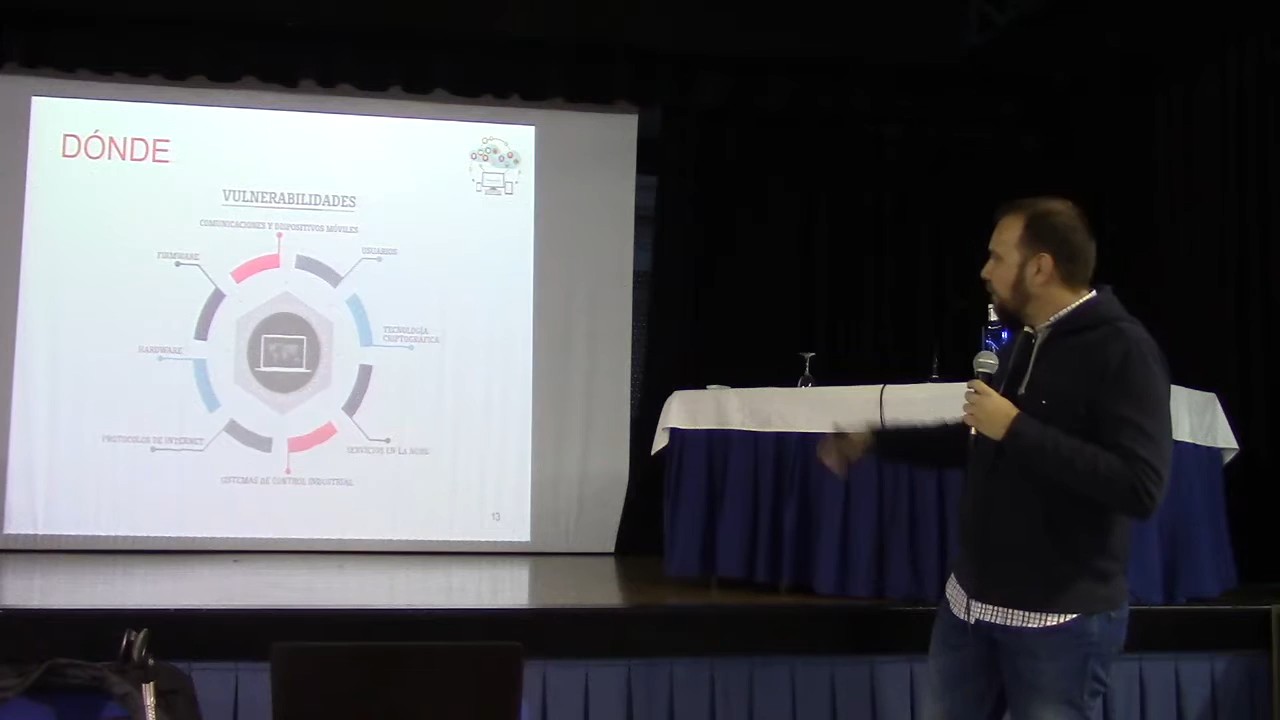 DÓNDE
VULNERABILIDADES
COMUNICACIONES Y DISPOSITIVOS MÓVILES
USUARIOS
FIRMWARE
TECNOLOGÍA
CRIPTOGRÁFICA
HARDWARE
PROTOCOLOS DE INTERNET
SERVICIOS EN LA NUBE
SISTEMAS DE CONTROL INDUSTRIAL
13